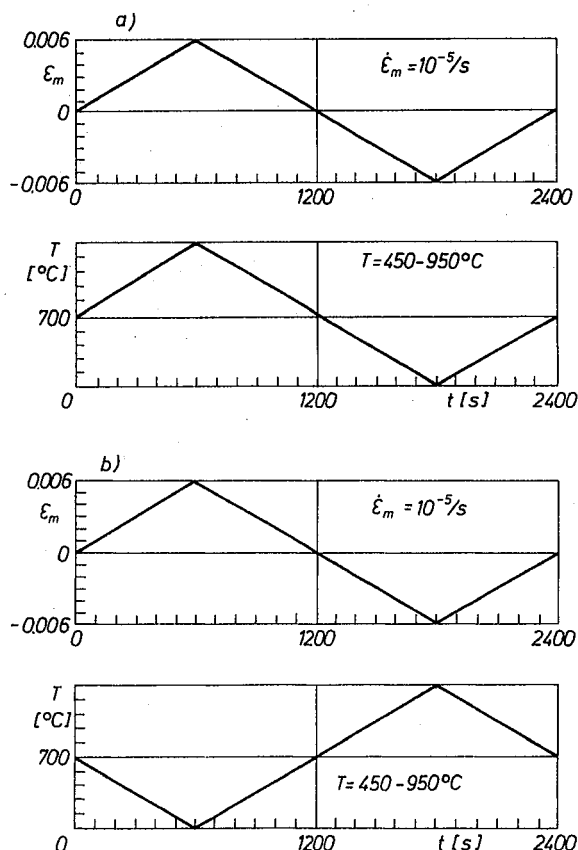 a)
0.006
ε_m
ε̇_m = 10⁻⁵/s
0
-0.006
0 1200 2400
T
[°C]
T = 450-950°C
700
0 1200 t [s] 2400
b)
0.006
ε_m
ε̇_m = 10⁻⁵/s
0
-0.006
0 1200 2400
T
[°C]
700
T = 450-950°C
0 1200 t [s] 2400